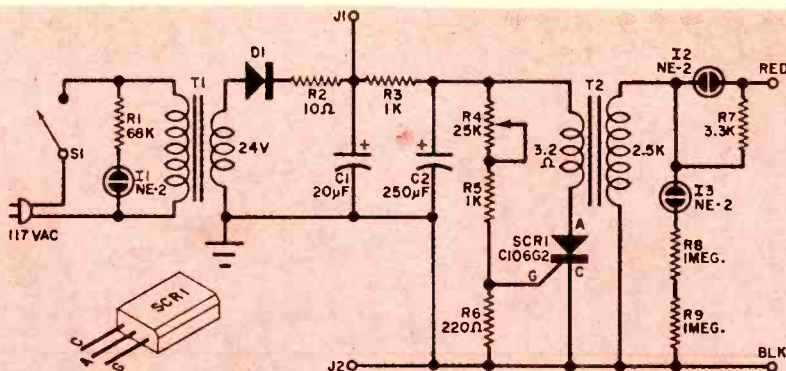 J1
D1
T1
R2
10Ω
R3
1K
R1
68K
S1
I1
NE-2
24V
117 VAC
C1
20µF
C2
250µF
R4
25K
R5
1K
R6
220Ω
3.2
Ω
T2
2.5K
A
SCR1
C106G2
G
C
I2
NE-2
RED
R7
3.3K
I3
NE-2
R8
1MEG.
R9
1MEG.
BLK
J2
SCR1
C
A
G